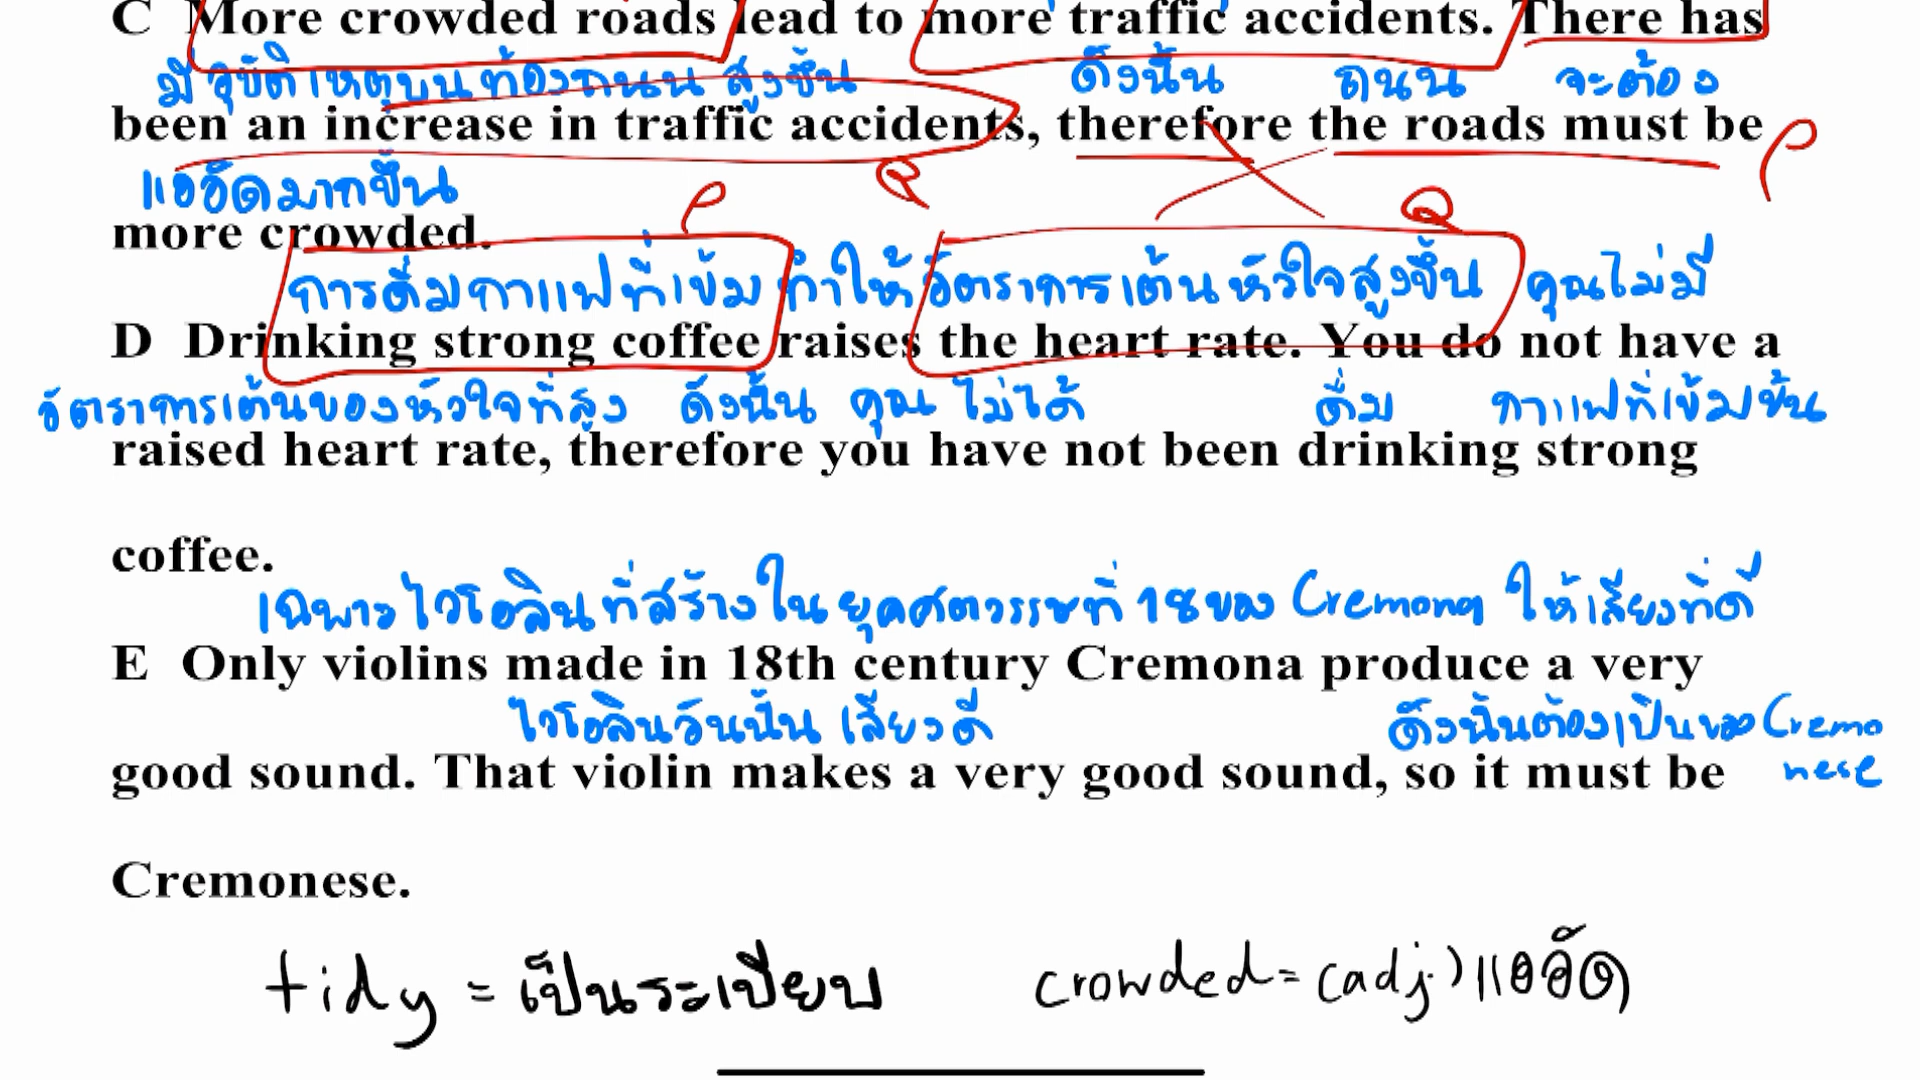 C More crowded roads lead to more traffic accidents. There has
มีอุบัติเหตุบนท้องถนนสูงขึ้น ดังนั้น ถนน จะต้อง
been an increase in traffic accidents, therefore the roads must be
P
แออัดมากขึ้น
Q
P
Q
more crowded.
การดื่มกาแฟที่เข้ม ทำให้ อัตราการเต้นหัวใจสูงขึ้น คุณไม่มี
D Drinking strong coffee raises the heart rate. You do not have a
อัตราการเต้นของหัวใจที่สูง ดังนั้น คุณ ไม่ได้ ดื่ม กาแฟที่เข้มข้น
raised heart rate, therefore you have not been drinking strong
coffee.
เฉพาะไวโอลินที่สร้างในยุคศตวรรษที่ 18 ของ Cremona ให้เสียงที่ดี
E Only violins made in 18th century Cremona produce a very
ไวโอลินอันนั้น เสียงดี ดังนั้นต้องเป็นของ Cremo
nese
good sound. That violin makes a very good sound, so it must be
Cremonese.
tidy = เป็นระเบียบ crowded = (adj.) แออัด